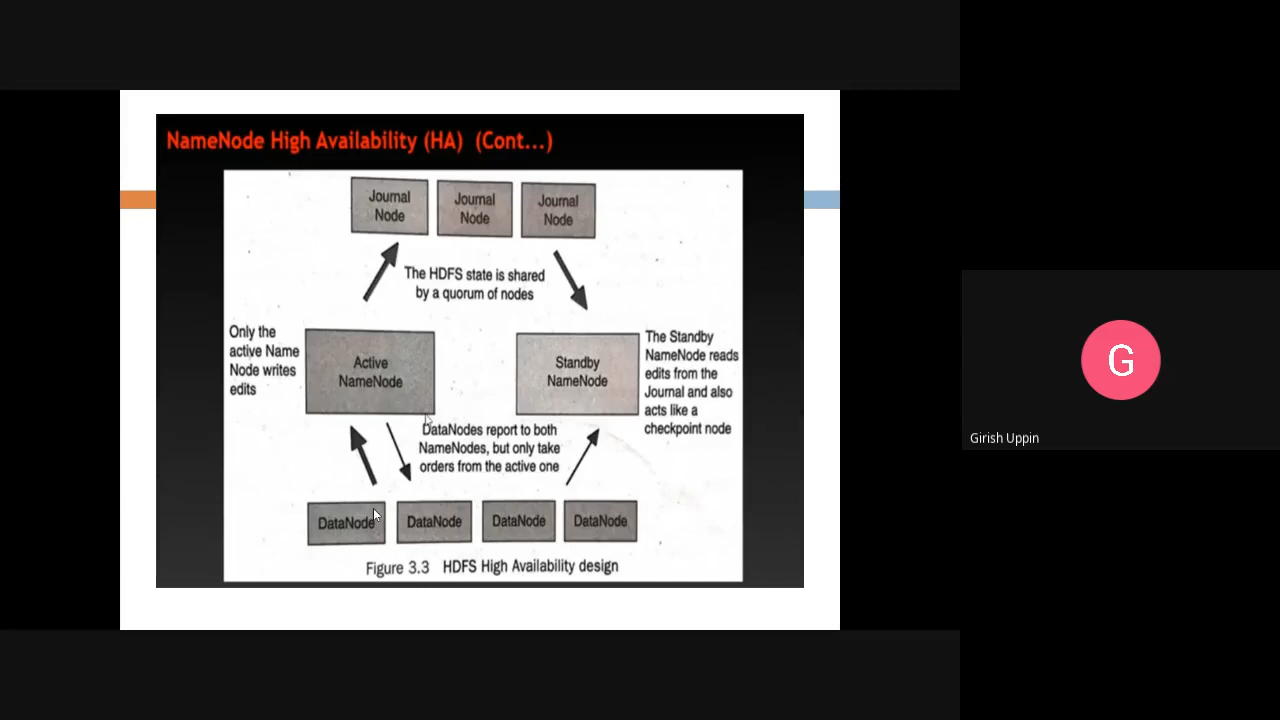 NameNode High Availability (HA) (Cont...)
Journal
Node
Journal
Node
Journal
Node
The HDFS state is shared
by a quorum of nodes
Only the
active Name
Node writes
edits
Active
NameNode
Standby
NameNode
The Standby
NameNode reads
edits from the
Journal and also
acts like a
checkpoint node
DataNodes report to both
NameNodes, but only take
orders from the active one
DataNode
DataNode
DataNode
DataNode
Figure 3.3 HDFS High Availability design
G
Girish Uppin